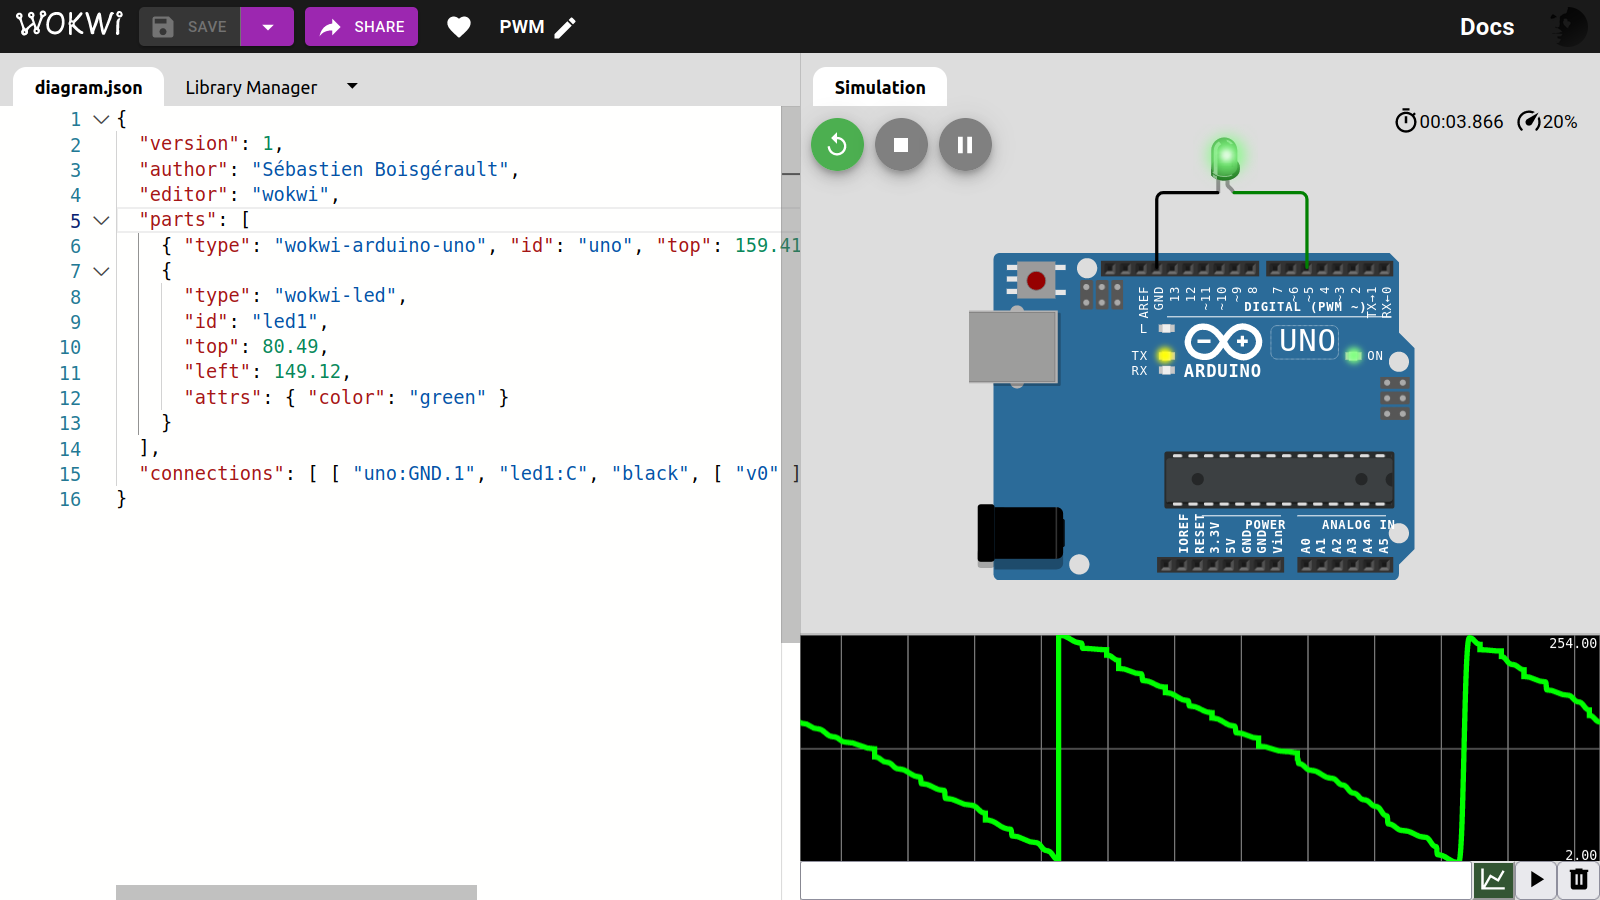 WOKWI SAVE SHARE PWM Docs
diagram.json Library Manager
1 {
2 "version": 1,
3 "author": "Sébastien Boisgérault",
4 "editor": "wokwi",
5 "parts": [
6 { "type": "wokwi-arduino-uno", "id": "uno", "top": 159.41
7 {
8 "type": "wokwi-led",
9 "id": "led1",
10 "top": 80.49,
11 "left": 149.12,
12 "attrs": { "color": "green" }
13 }
14 ],
15 "connections": [ [ "uno:GND.1", "led1:C", "black", [ "v0" ]
16 }
Simulation
00:03.866 20%
AREF GND 13 12 ~11 ~10 ~9 8 7 ~6 ~5 4 ~3 2 TX→1 RX←0
DIGITAL (PWM ~)
L
TX
RX
UNO
ON
ARDUINO
IOREF RESET 3.3V 5V GND GND Vin A0 A1 A2 A3 A4 A5
POWER ANALOG IN
254.00
2.00